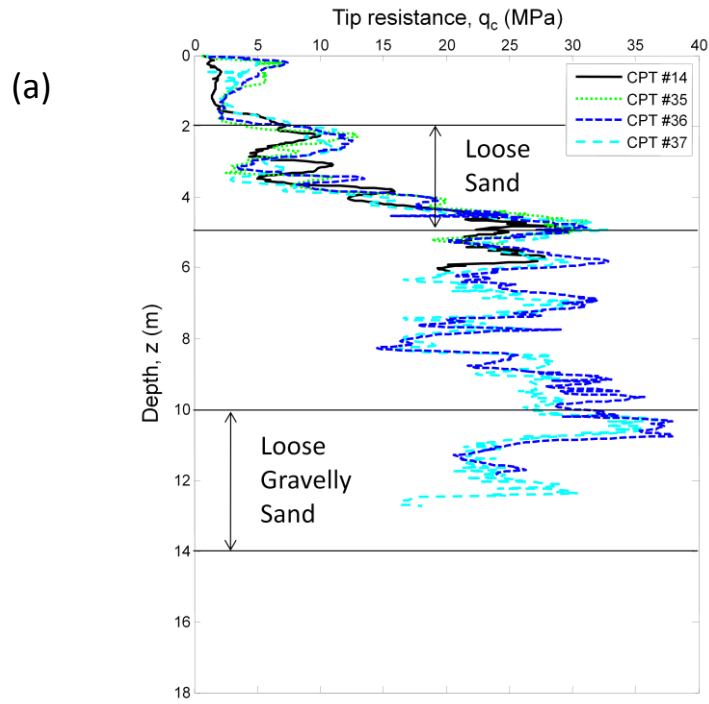 Tip resistance, q_c (MPa)
0 5 10 15 20 25 30 35 40
(a)
CPT #14
CPT #35
CPT #36
CPT #37
Loose
Sand
Loose
Gravelly
Sand
Depth, z (m)
0
2
4
6
8
10
12
14
16
18